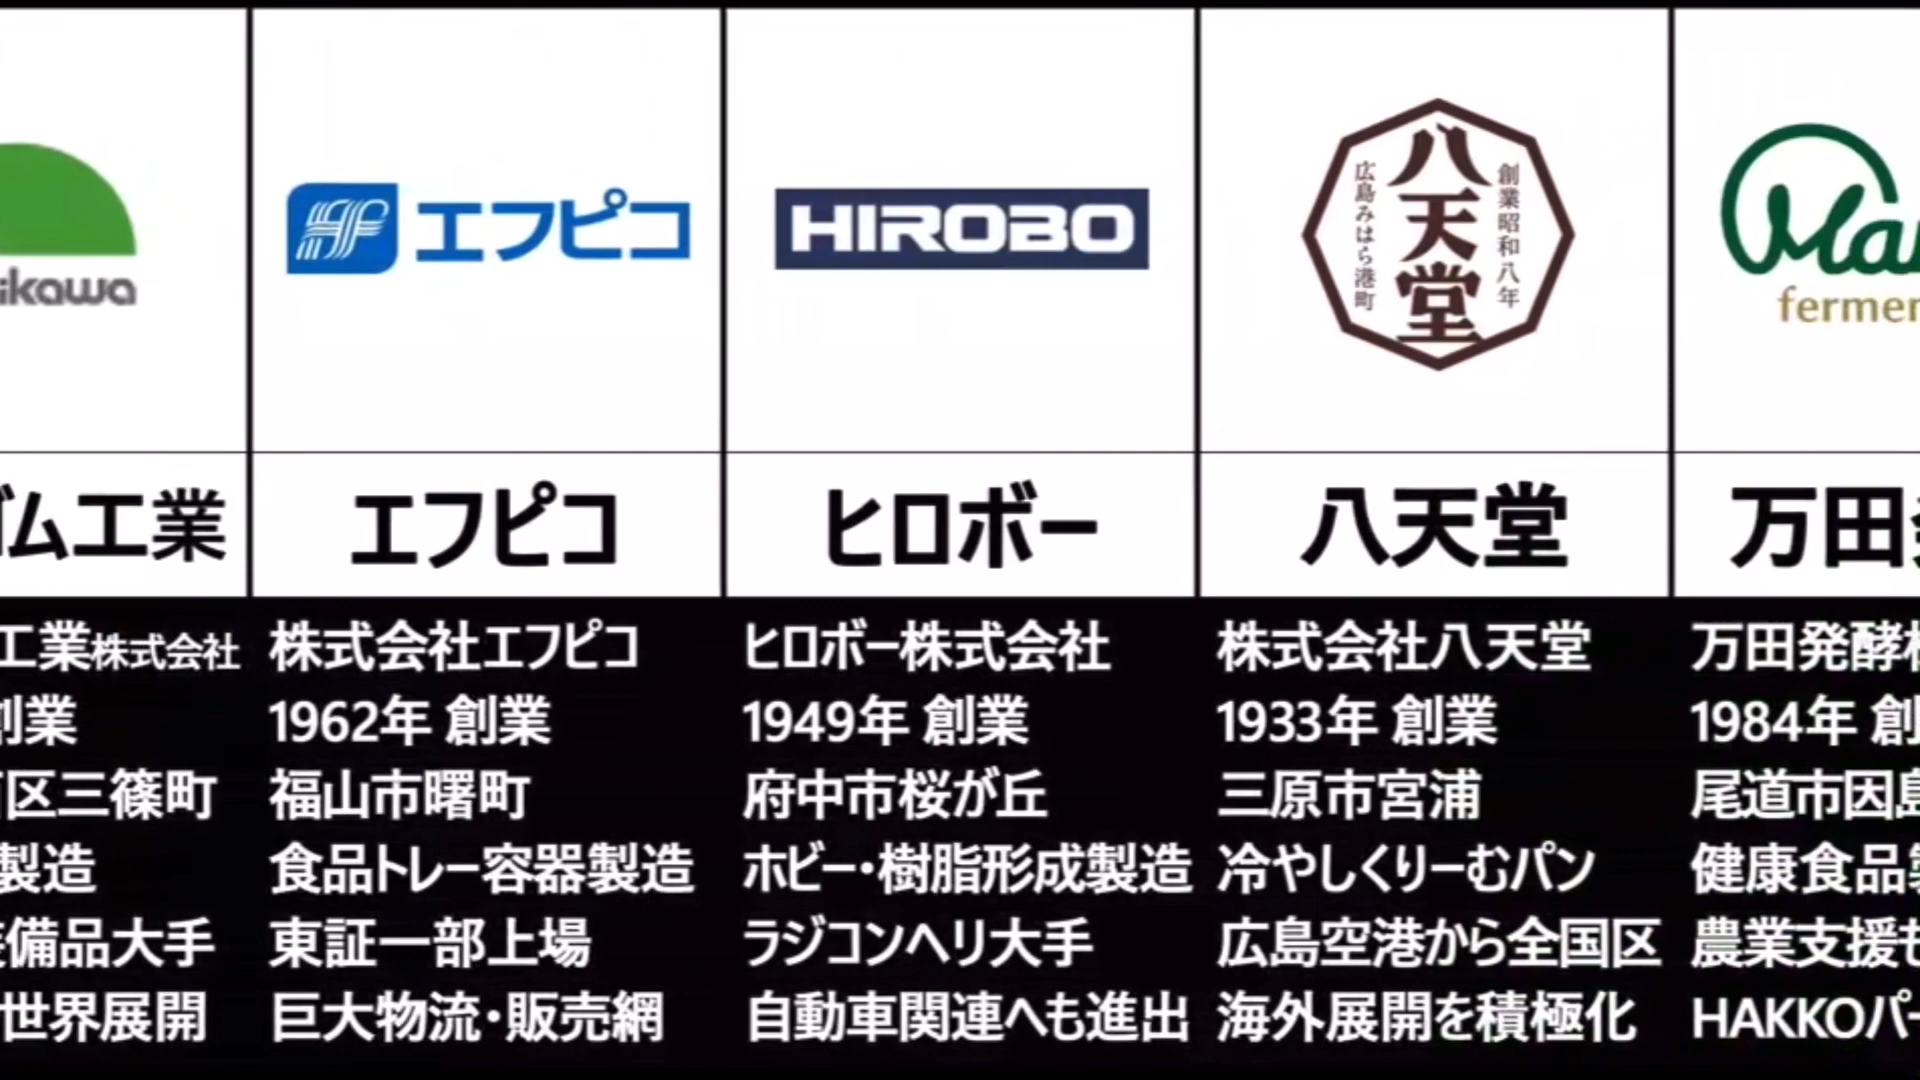 ikawa
ゴム工業
工業株式会社
創業
区三篠町
製造
備品大手
世界展開
エフピコ
エフピコ
株式会社エフピコ
1962年 創業
福山市曙町
食品トレー容器製造
東証一部上場
巨大物流・販売網
HIROBO
ヒロボー
ヒロボー株式会社
1949年 創業
府中市桜が丘
ホビー・樹脂形成製造
ラジコンヘリ大手
自動車関連へも進出
創業昭和八年
八天堂
広島みはら港町
八天堂
株式会社八天堂
1933年 創業
三原市宮浦
冷やしくりーむパン
広島空港から全国区
海外展開を積極化
Ma
fermen
万田
万田発酵
1984年 創
尾道市因島
健康食品製
農業支援も
HAKKOパー